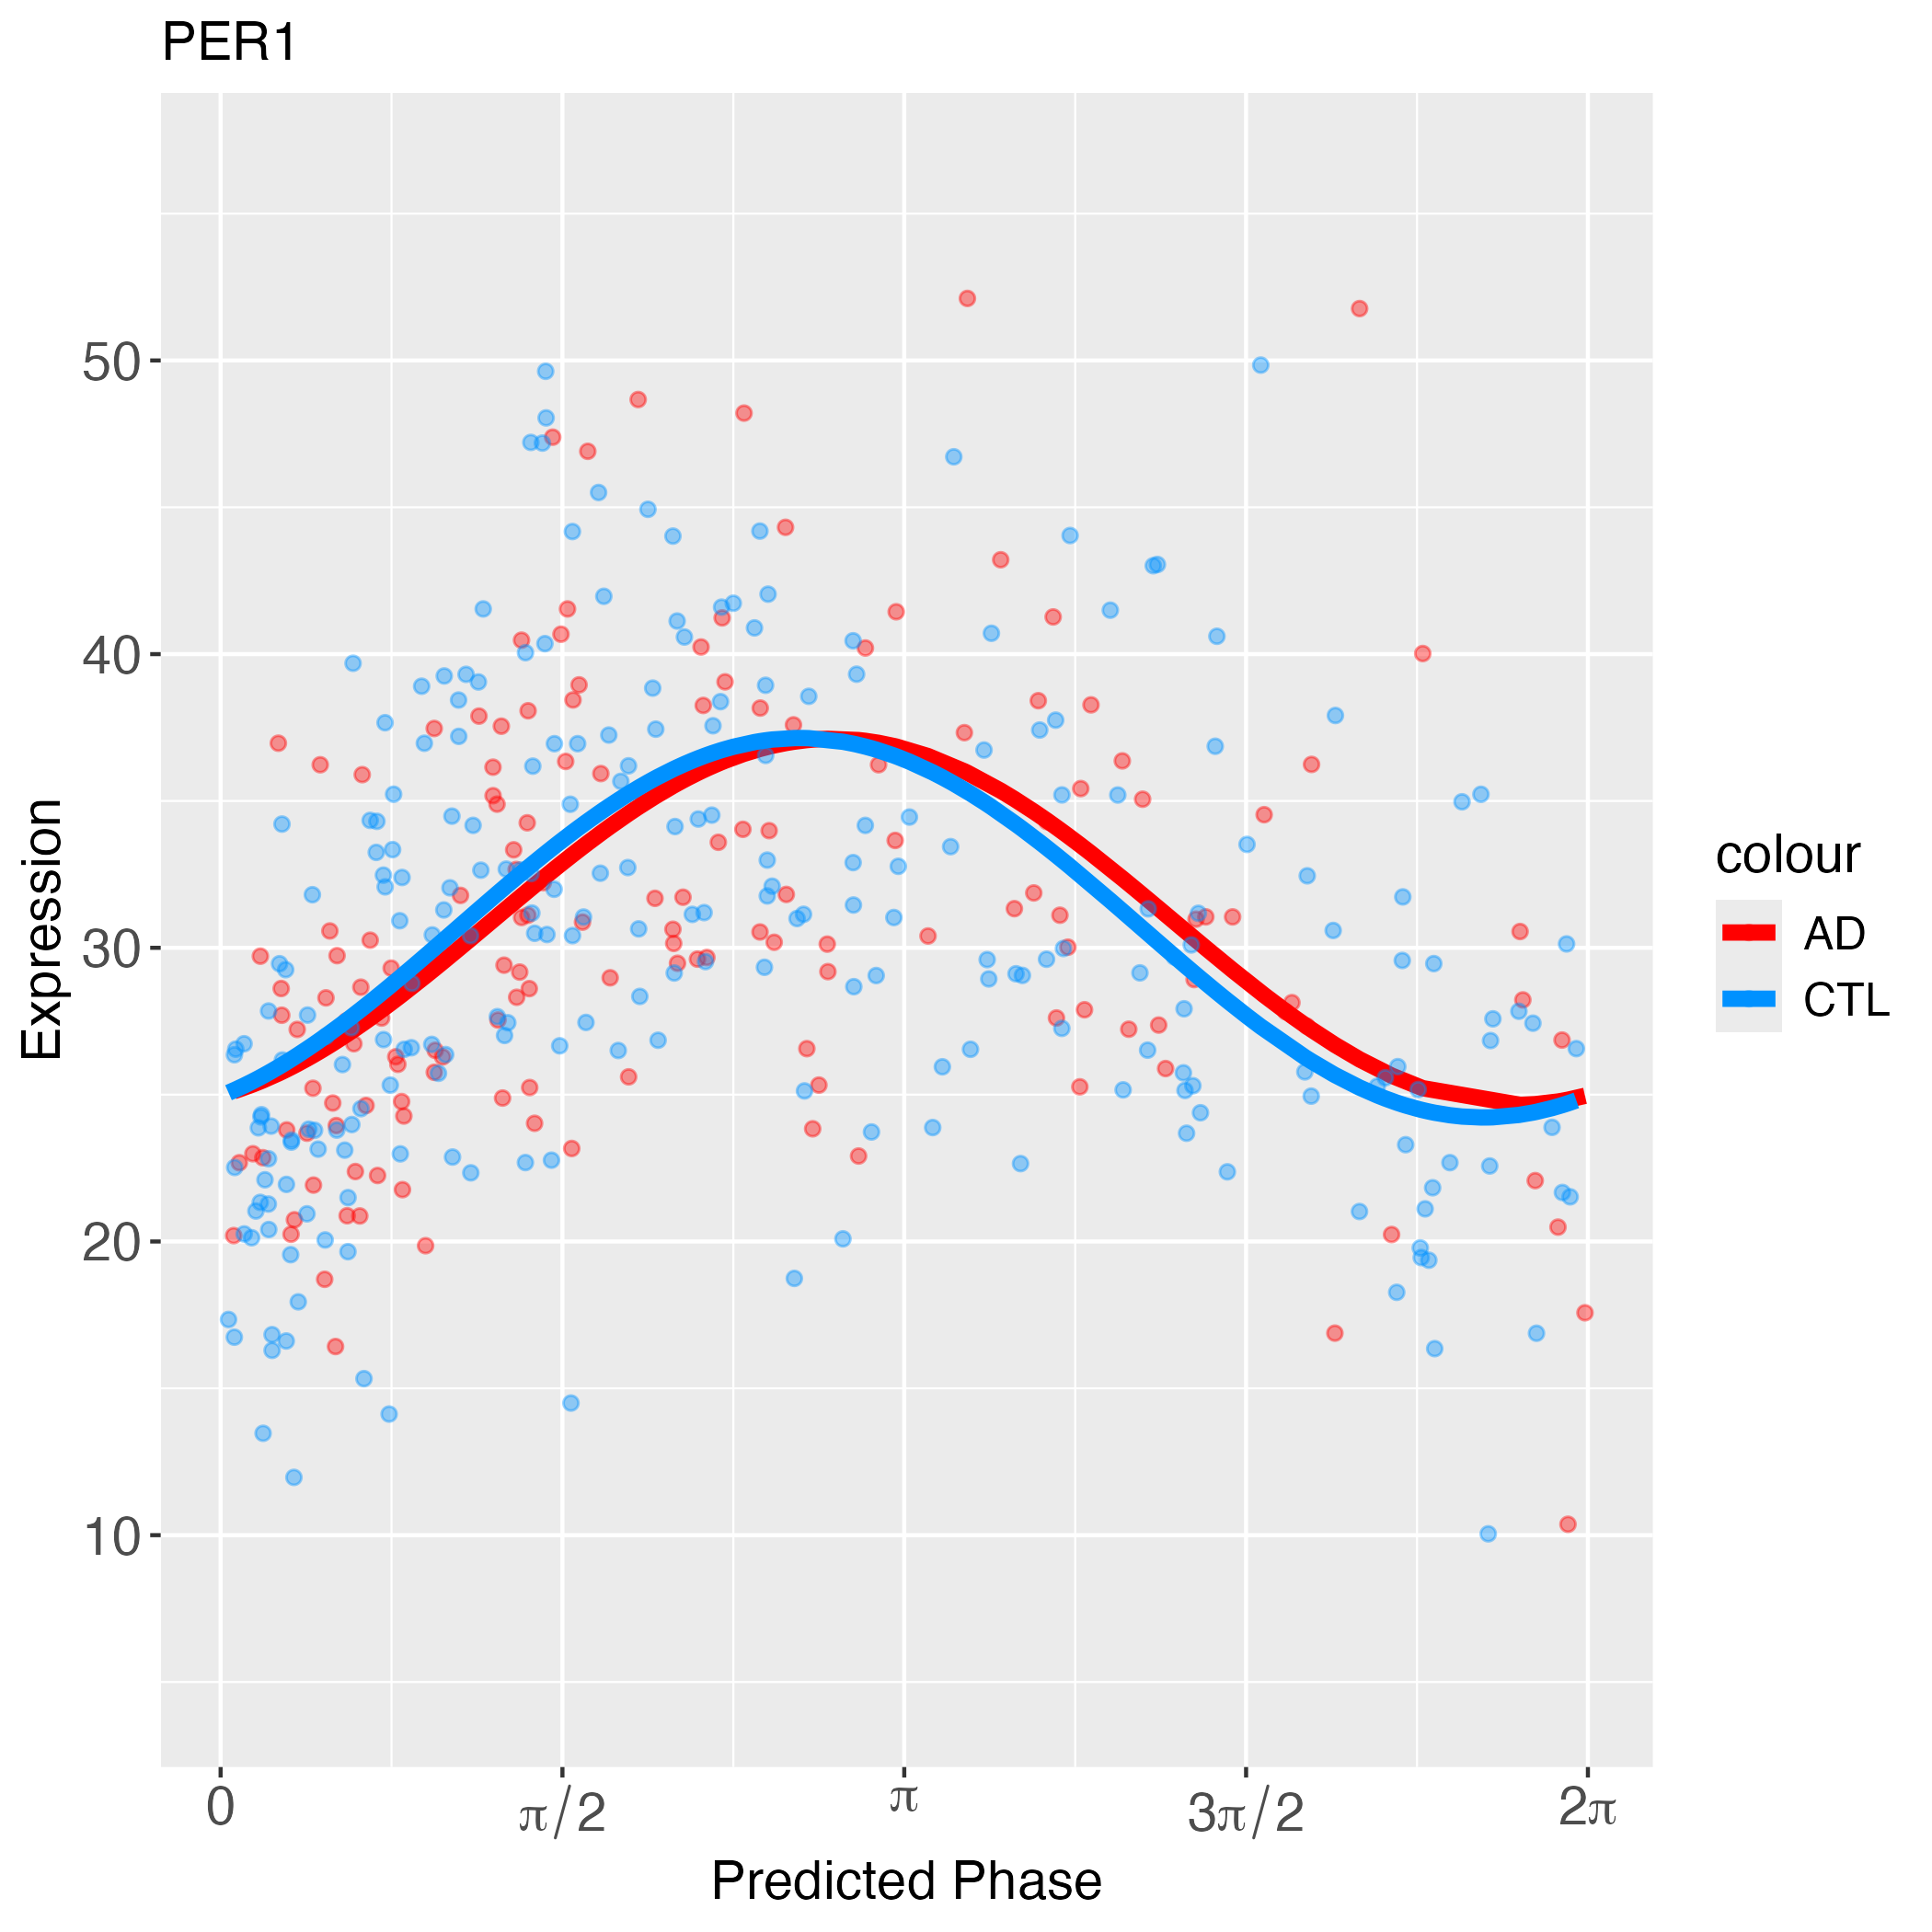 PER1
50
40
30
20
10
Expression
0
π/2
π
3π/2
2π
Predicted Phase
colour
AD
CTL